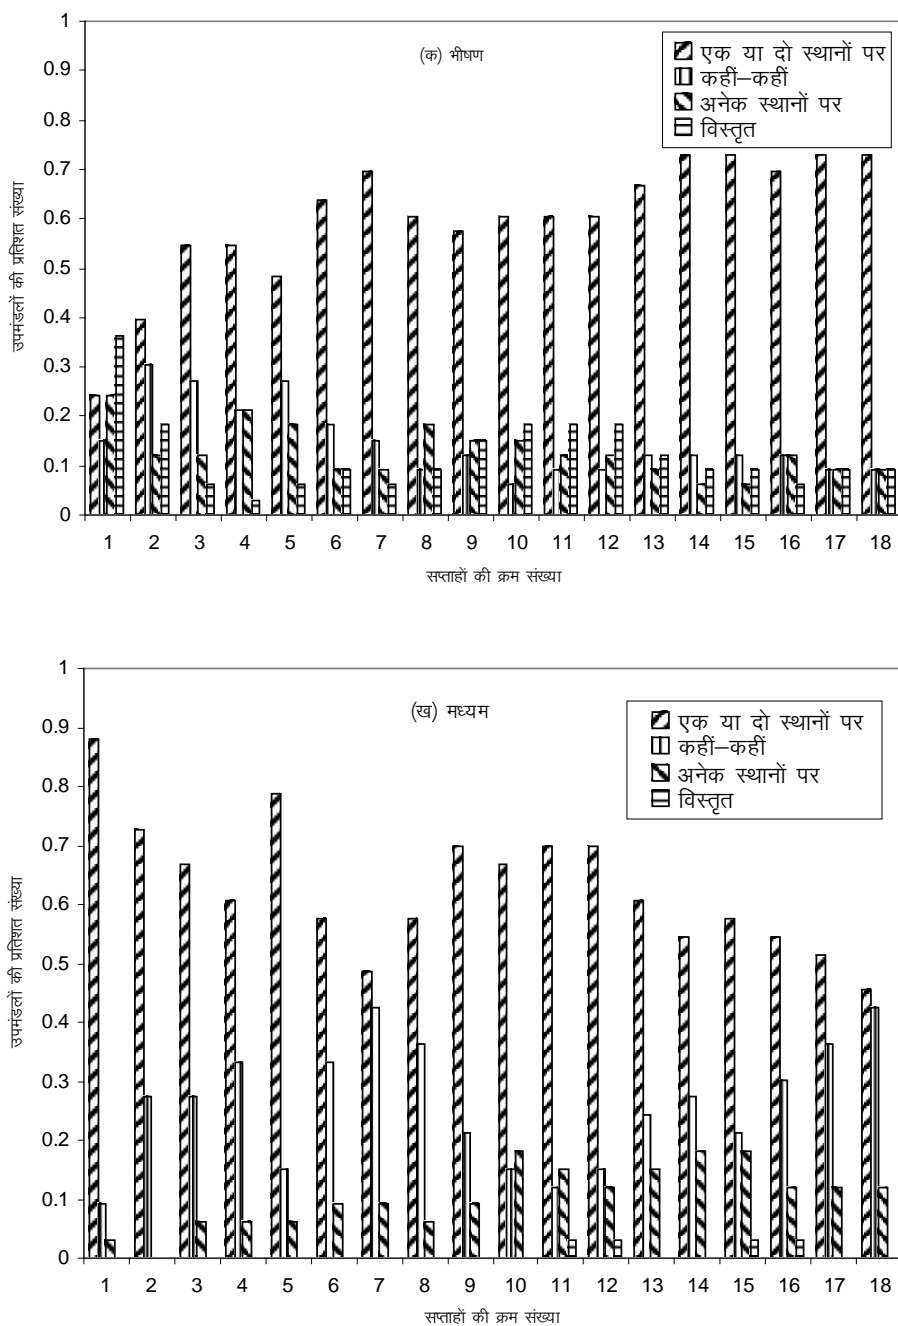 1
(क) भीषण
एक या दो स्थानों पर
कहीं–कहीं
अनेक स्थानों पर
विस्तृत
0.9
0.8
0.7
0.6
0.5
0.4
0.3
0.2
0.1
0
उपमंडलों की प्रतिशत संख्या
1 2 3 4 5 6 7 8 9 10 11 12 13 14 15 16 17 18
सप्ताहों की क्रम संख्या
1
(ख) मध्यम
एक या दो स्थानों पर
कहीं–कहीं
अनेक स्थानों पर
विस्तृत
0.9
0.8
0.7
0.6
0.5
0.4
0.3
0.2
0.1
0
उपमंडलों की प्रतिशत संख्या
1 2 3 4 5 6 7 8 9 10 11 12 13 14 15 16 17 18
सप्ताहों की क्रम संख्या